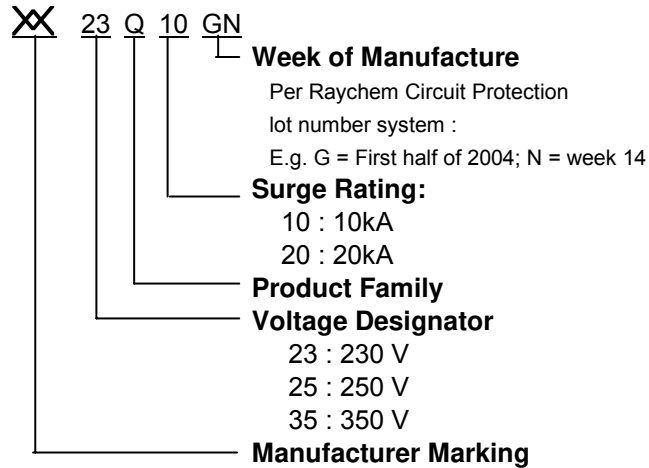 23 Q 10 GN
Week of Manufacture
Per Raychem Circuit Protection
lot number system :
E.g. G = First half of 2004; N = week 14
Surge Rating:
10 : 10kA
20 : 20kA
Product Family
Voltage Designator
23 : 230 V
25 : 250 V
35 : 350 V
Manufacturer Marking